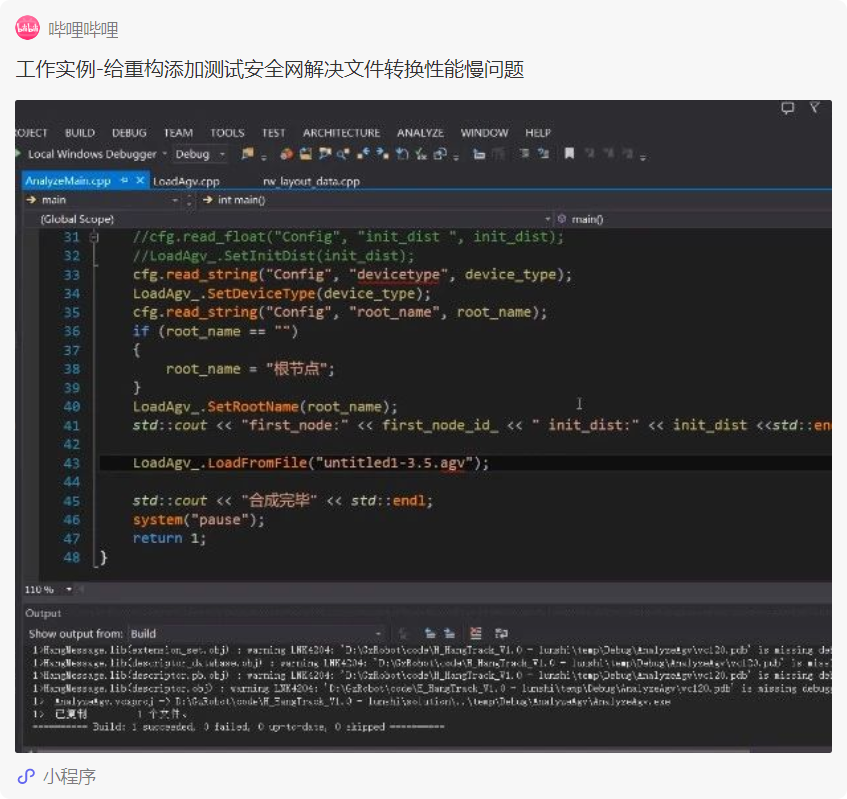 哔哩哔哩
工作实例-给重构添加测试安全网解决文件转换性能慢问题
OJECT BUILD DEBUG TEAM TOOLS TEST ARCHITECTURE ANALYZE WINDOW HELP
Local Windows Debugger Debug
AnalyzeMain.cpp LoadAgv.cpp rw_layout_data.cpp
main int main()
(Global Scope) main()
31 //cfg.read_float("Config", "init_dist ", init_dist);
32 //LoadAgv_.SetInitDist(init_dist);
33 cfg.read_string("Config", "devicetype", device_type);
34 LoadAgv_.SetDeviceType(device_type);
35 cfg.read_string("Config", "root_name", root_name);
36 if (root_name == "")
37 {
38 root_name = "根节点";
39 }
40 LoadAgv_.SetRootName(root_name);
41 std::cout << "first_node:" << first_node_id_ << " init_dist:" << init_dist <<std::en
42
43 LoadAgv_.LoadFromFile("untitled1-3.5.agv");
44
45 std::cout << "合成完毕" << std::endl;
46 system("pause");
47 return 1;
48 }
110 %
Output
Show output from: Build
1>HangMessage.lib(extension_set.obj) : warning LNK4204: 'D:\GzRobot\code\H_HangTrack_V1.0 - lunshi\temp\Debug\AnalyzeAgv\vc120.pdb' is missing de
1>HangMessage.lib(descriptor_database.obj) : warning LNK4204: 'D:\GzRobot\code\H_HangTrack_V1.0 - lunshi\temp\Debug\AnalyzeAgv\vc120.pdb' is mis
1>HangMessage.lib(descriptor.pb.obj) : warning LNK4204: 'D:\GzRobot\code\H_HangTrack_V1.0 - lunshi\temp\Debug\AnalyzeAgv\vc120.pdb' is missing de
1>HangMessage.lib(descriptor.obj) : warning LNK4204: 'D:\GzRobot\code\H_HangTrack_V1.0 - lunshi\temp\Debug\AnalyzeAgv\vc120.pdb' is missing debug
1> AnalyzeAgv.vcxproj -> D:\GzRobot\code\H_HangTrack_V1.0 - lunshi\solution\..\temp\Debug\AnalyzeAgv\AnalyzeAgv.exe
1> 已复制 1 个文件。
========== Build: 1 succeeded, 0 failed, 0 up-to-date, 0 skipped ==========
小程序